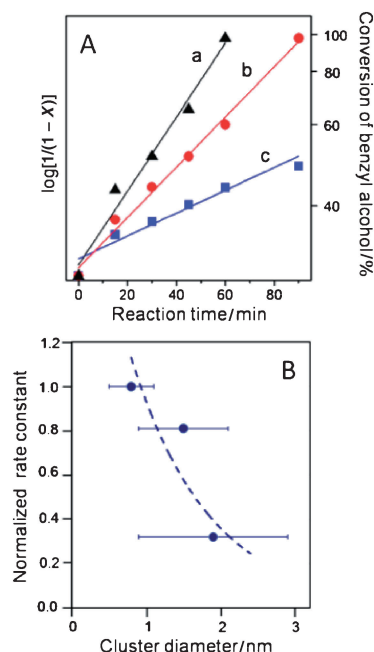 A
a
b
c
log[1/(1 − X)]
100
80
60
40
Conversion of benzyl alcohol/%
0 20 40 60 80
Reaction time/min
B
Normalized rate constant
1.2
1.0
0.8
0.6
0.4
0.2
0.0
0 1 2 3
Cluster diameter/nm